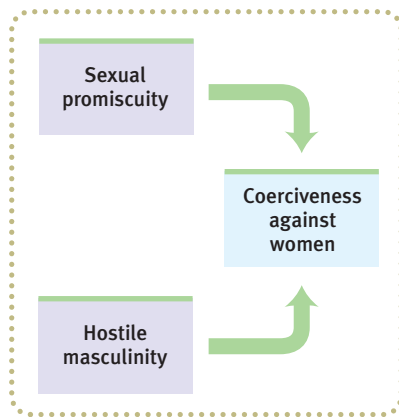 Sexual
promiscuity
Coerciveness
against
women
Hostile
masculinity